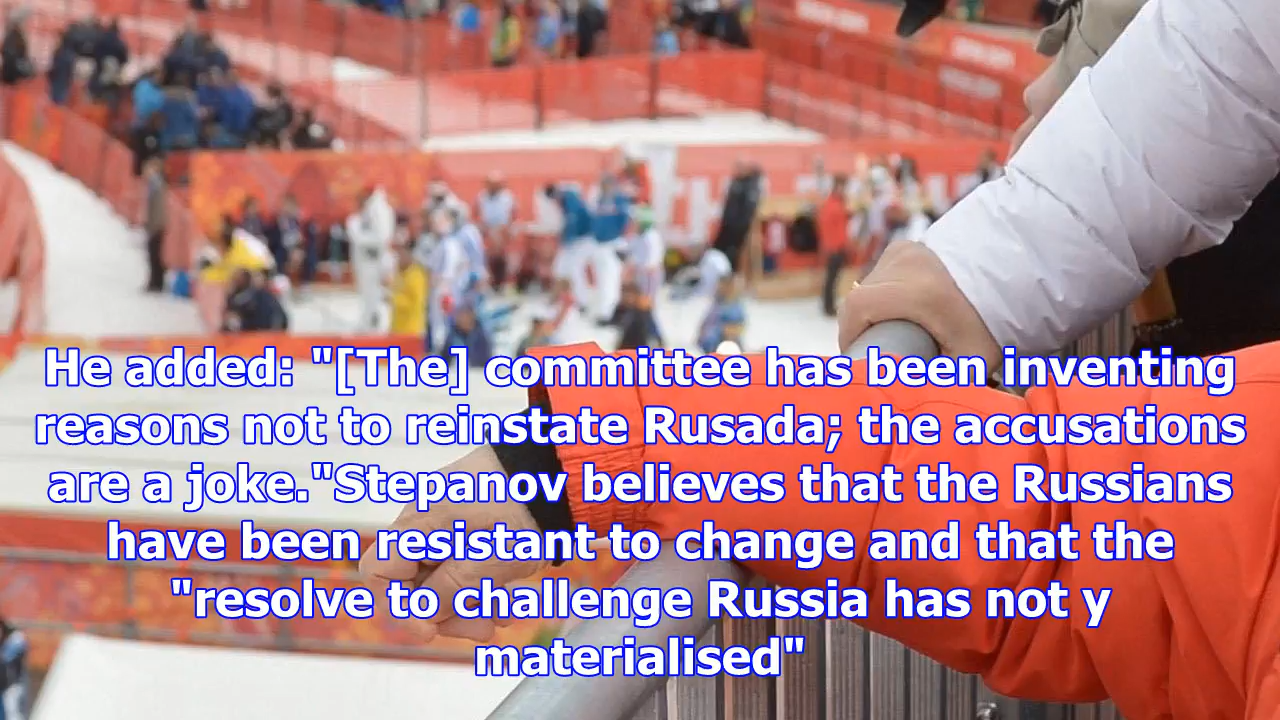 He added: "[The] committee has been inventing
reasons not to reinstate Rusada; the accusations
are a joke."Stepanov believes that the Russians
have been resistant to change and that the
"resolve to challenge Russia has not y
materialised"